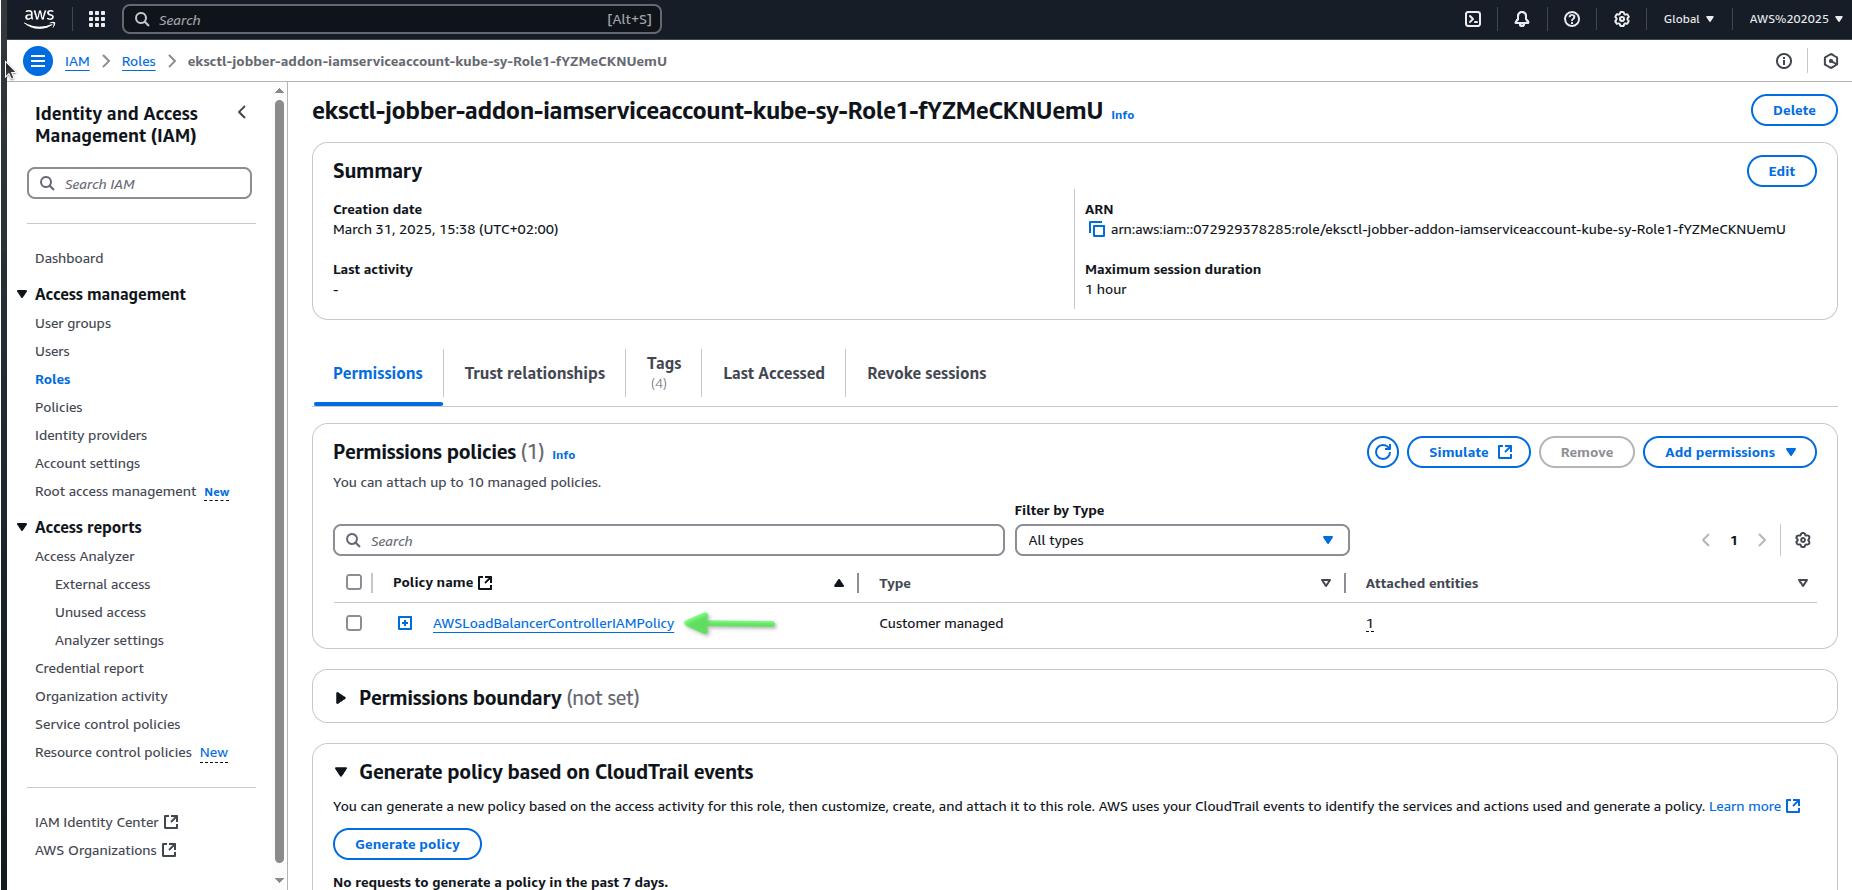 aws
Search [Alt+S]
Global
AWS%202025
IAM
Roles
eksctl-jobber-addon-iamserviceaccount-kube-sy-Role1-fYZMeCKNUemU
Identity and Access
Management (IAM)
Search IAM
Dashboard
Access management
User groups
Users
Roles
Policies
Identity providers
Account settings
Root access management New
Access reports
Access Analyzer
External access
Unused access
Analyzer settings
Credential report
Organization activity
Service control policies
Resource control policies New
IAM Identity Center
AWS Organizations
eksctl-jobber-addon-iamserviceaccount-kube-sy-Role1-fYZMeCKNUemU Info
Delete
Summary
Edit
Creation date
March 31, 2025, 15:38 (UTC+02:00)
ARN
arn:aws:iam::072929378285:role/eksctl-jobber-addon-iamserviceaccount-kube-sy-Role1-fYZMeCKNUemU
Last activity
-
Maximum session duration
1 hour
Permissions
Trust relationships
Tags
(4)
Last Accessed
Revoke sessions
Permissions policies (1) Info
You can attach up to 10 managed policies.
Simulate
Remove
Add permissions
Filter by Type
Search
All types
1
Policy name
Type
Attached entities
AWSLoadBalancerControllerIAMPolicy
Customer managed
1
Permissions boundary (not set)
Generate policy based on CloudTrail events
You can generate a new policy based on the access activity for this role, then customize, create, and attach it to this role. AWS uses your CloudTrail events to identify the services and actions used and generate a policy. Learn more
Generate policy
No requests to generate a policy in the past 7 days.